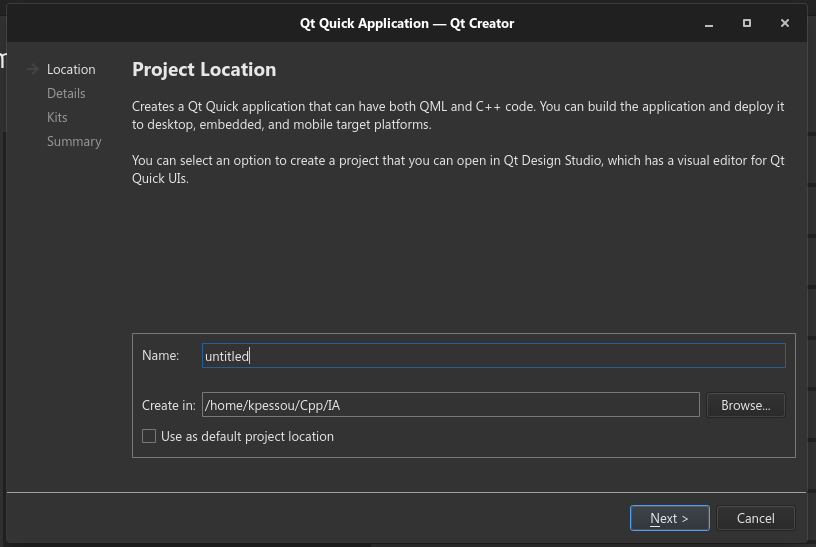 Qt Quick Application — Qt Creator
Location
Details
Kits
Summary
Project Location
Creates a Qt Quick application that can have both QML and C++ code. You can build the application and deploy it
to desktop, embedded, and mobile target platforms.
You can select an option to create a project that you can open in Qt Design Studio, which has a visual editor for Qt
Quick UIs.
Name: untitled
Create in: /home/kpessou/Cpp/IA Browse...
Use as default project location
Next > Cancel